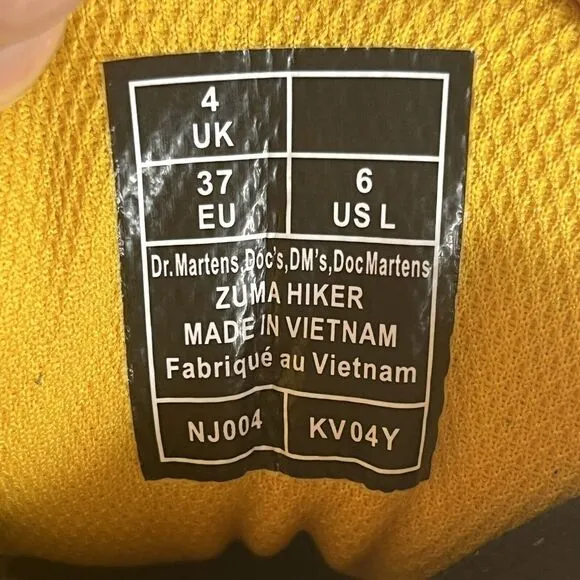 4
UK
37
EU
6
US L
Dr.Martens,Doc's,DM's,DocMartens
ZUMA HIKER
MADE IN VIETNAM
Fabriqué au Vietnam
NJ004
KV04Y